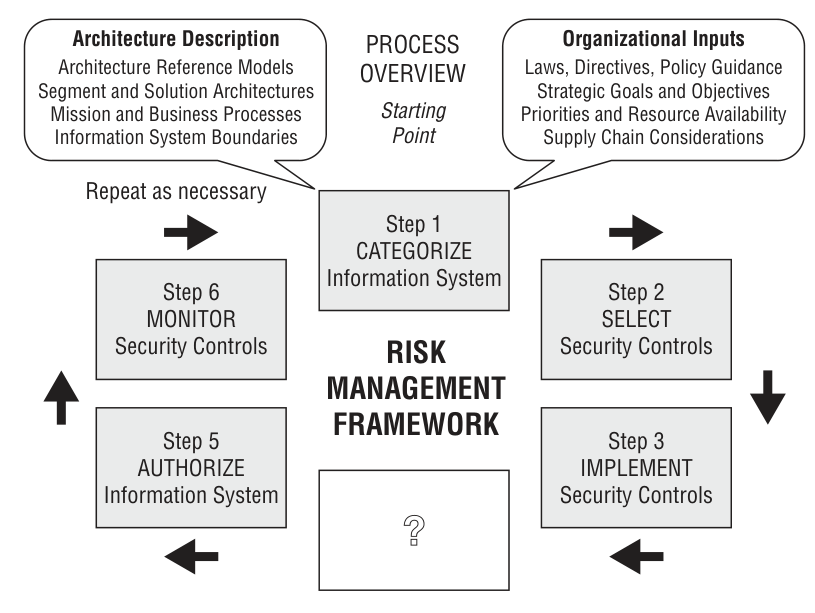 Architecture Description
Architecture Reference Models
Segment and Solution Architectures
Mission and Business Processes
Information System Boundaries
PROCESS
OVERVIEW
Starting
Point
Organizational Inputs
Laws, Directives, Policy Guidance
Strategic Goals and Objectives
Priorities and Resource Availability
Supply Chain Considerations
Repeat as necessary
Step 1
CATEGORIZE
Information System
Step 6
MONITOR
Security Controls
Step 2
SELECT
Security Controls
RISK
MANAGEMENT
FRAMEWORK
Step 5
AUTHORIZE
Information System
Step 3
IMPLEMENT
Security Controls
?